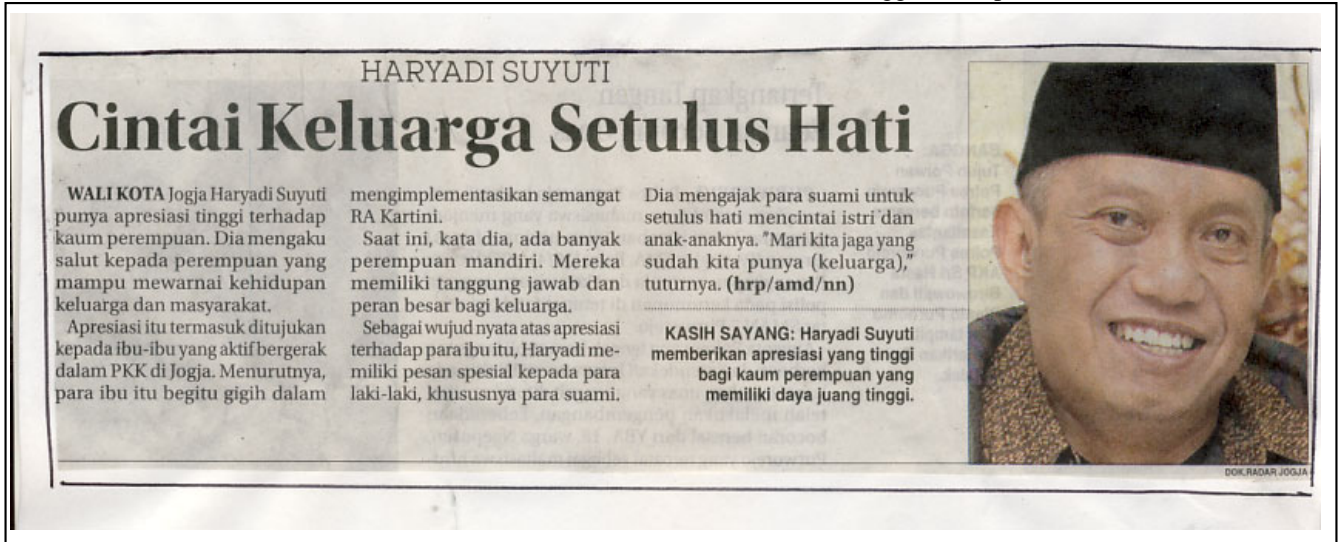 HARYADI SUYUTI
Cintai Keluarga Setulus Hati
WALI KOTA Jogja Haryadi Suyuti
punya apresiasi tinggi terhadap
kaum perempuan. Dia mengaku
salut kepada perempuan yang
mampu mewarnai kehidupan
keluarga dan masyarakat.
Apresiasi itu termasuk ditujukan
kepada ibu-ibu yang aktif bergerak
dalam PKK di Jogja. Menurutnya,
para ibu itu begitu gigih dalam
mengimplementasikan semangat
RA Kartini.
Saat ini, kata dia, ada banyak
perempuan mandiri. Mereka
memiliki tanggung jawab dan
peran besar bagi keluarga.
Sebagai wujud nyata atas apresiasi
terhadap para ibu itu, Haryadi me-
miliki pesan spesial kepada para
laki-laki, khususnya para suami.
Dia mengajak para suami untuk
setulus hati mencintai istri dan
anak-anaknya. "Mari kita jaga yang
sudah kita punya (keluarga),"
tuturnya. (hrp/amd/nn)
KASIH SAYANG: Haryadi Suyuti
memberikan apresiasi yang tinggi
bagi kaum perempuan yang
memiliki daya juang tinggi.
DOK.RADAR JOGJA